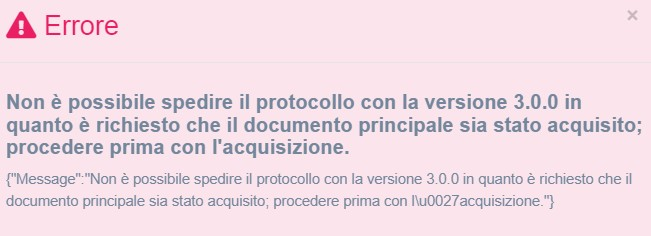 Errore
×
Non è possibile spedire il protocollo con la versione 3.0.0 in
quanto è richiesto che il documento principale sia stato acquisito;
procedere prima con l'acquisizione.
{"Message":"Non è possibile spedire il protocollo con la versione 3.0.0 in quanto è richiesto che il
documento principale sia stato acquisito; procedere prima con l\u0027acquisizione."}